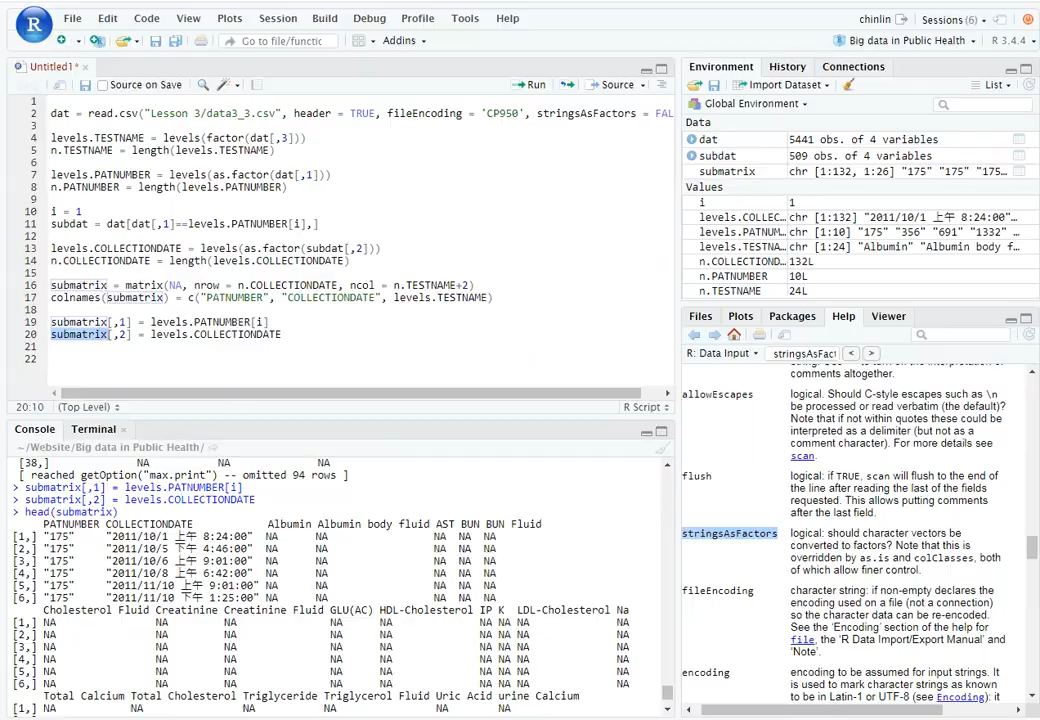 File Edit Code View Plots Session Build Debug Profile Tools Help chinlin Sessions (6)
R
Go to file/functic Addins Big data in Public Health R 3.4.4
Untitled1* ×
Source on Save Run Source
1
2 dat = read.csv("Lesson 3/data3_3.csv", header = TRUE, fileEncoding = 'CP950', stringsAsFactors = FAL
3
4 levels.TESTNAME = levels(factor(dat[,3]))
5 n.TESTNAME = length(levels.TESTNAME)
6
7 levels.PATNUMBER = levels(as.factor(dat[,1]))
8 n.PATNUMBER = length(levels.PATNUMBER)
9
10 i = 1
11 subdat = dat[dat[,1]==levels.PATNUMBER[i],]
12
13 levels.COLLECTIONDATE = levels(as.factor(subdat[,2]))
14 n.COLLECTIONDATE = length(levels.COLLECTIONDATE)
15
16 submatrix = matrix(NA, nrow = n.COLLECTIONDATE, ncol = n.TESTNAME+2)
17 colnames(submatrix) = c("PATNUMBER", "COLLECTIONDATE", levels.TESTNAME)
18
19 submatrix[,1] = levels.PATNUMBER[i]
20 submatrix[,2] = levels.COLLECTIONDATE
21
22
20:10 (Top Level) R Script
Console Terminal ×
~/Website/Big data in Public Health/
[38,] NA NA NA
[ reached getOption("max.print") -- omitted 94 rows ]
> submatrix[,1] = levels.PATNUMBER[i]
> submatrix[,2] = levels.COLLECTIONDATE
> head(submatrix)
PATNUMBER COLLECTIONDATE Albumin Albumin body fluid AST BUN BUN Fluid
[1,] "175" "2011/10/1 上午 8:24:00" NA NA NA NA NA
[2,] "175" "2011/10/5 下午 4:46:00" NA NA NA NA NA
[3,] "175" "2011/10/6 上午 9:01:00" NA NA NA NA NA
[4,] "175" "2011/10/8 上午 6:42:00" NA NA NA NA NA
[5,] "175" "2011/11/10 上午 9:01:00" NA NA NA NA NA
[6,] "175" "2011/11/10 下午 1:25:00" NA NA NA NA NA
Cholesterol Fluid Creatinine Creatinine Fluid GLU(AC) HDL-Cholesterol IP K LDL-Cholesterol Na
[1,] NA NA NA NA NA NA NA NA NA
[2,] NA NA NA NA NA NA NA NA NA
[3,] NA NA NA NA NA NA NA NA NA
[4,] NA NA NA NA NA NA NA NA NA
[5,] NA NA NA NA NA NA NA NA NA
[6,] NA NA NA NA NA NA NA NA NA
Total Calcium Total Cholesterol Triglyceride Triglycerol Fluid Uric Acid urine Calcium
[1,] NA NA NA NA NA NA
Environment History Connections
Import Dataset List
Global Environment
Data
dat 5441 obs. of 4 variables
subdat 509 obs. of 4 variables
submatrix chr [1:132, 1:26] "175" "175" "175…
Values
i 1
levels.COLLEC… chr [1:132] "2011/10/1 上午 8:24:00"…
levels.PATNUM… chr [1:10] "175" "356" "691" "1332" …
levels.TESTNA… chr [1:24] "Albumin" "Albumin body f…
n.COLLECTIOND… 132L
n.PATNUMBER 10L
n.TESTNAME 24L
Files Plots Packages Help Viewer
R: Data Input stringsAsFact < >
comments altogether.
allowEscapes logical. Should C-style escapes such as \n
be processed or read verbatim (the default)?
Note that if not within quotes these could be
interpreted as a delimiter (but not as a
comment character). For more details see
scan.
flush logical: if TRUE, scan will flush to the end of
the line after reading the last of the fields
requested. This allows putting comments
after the last field.
stringsAsFactors logical: should character vectors be
converted to factors? Note that this is
overridden by as.is and colClasses, both
of which allow finer control.
fileEncoding character string: if non-empty declares the
encoding used on a file (not a connection)
so the character data can be re-encoded.
See the 'Encoding' section of the help for
file, the 'R Data Import/Export Manual' and
'Note'.
encoding encoding to be assumed for input strings. It
is used to mark character strings as known
to be in Latin-1 or UTF-8 (see Encoding): it